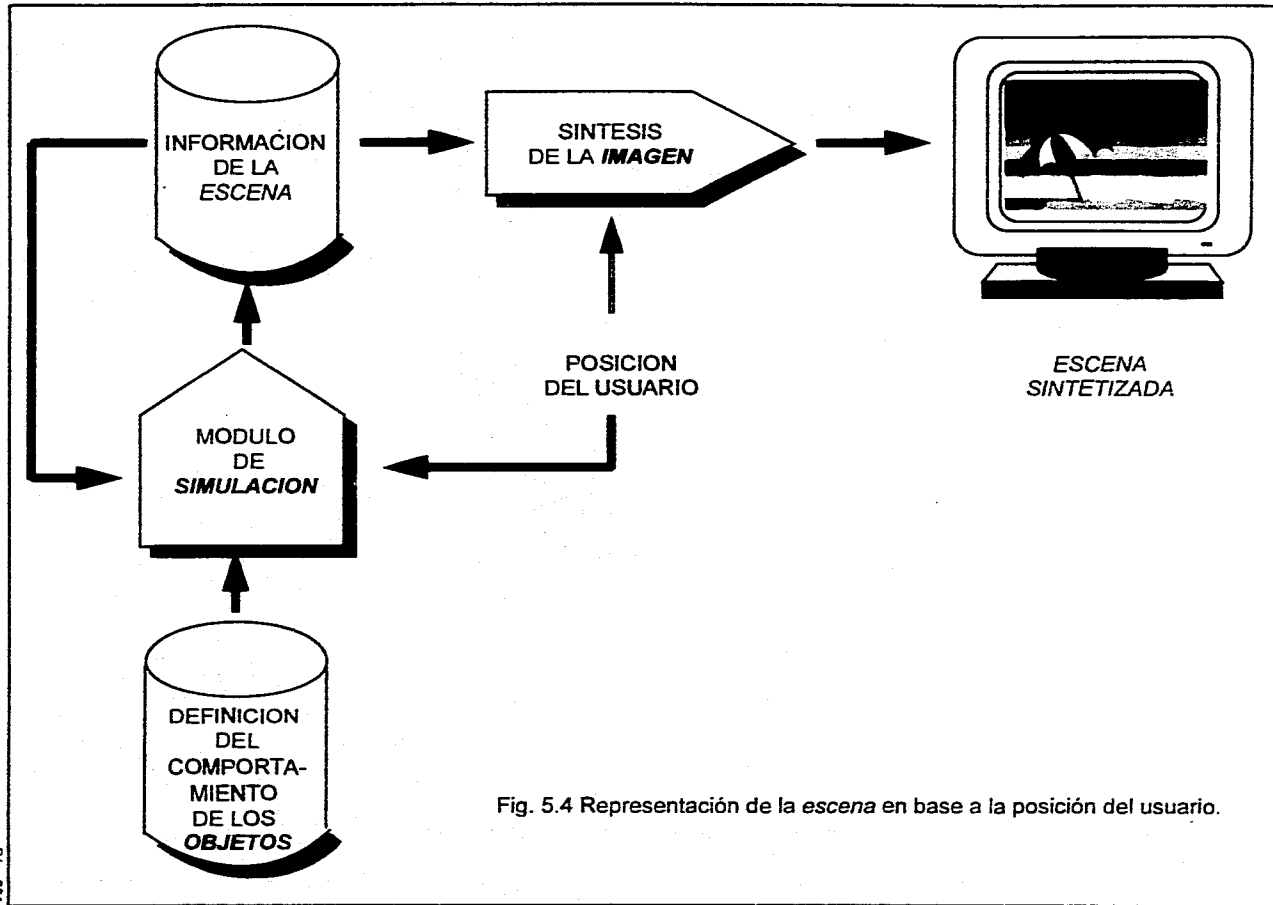 INFORMACION
DE LA
ESCENA
SINTESIS
DE LA IMAGEN
ESCENA
SINTETIZADA
POSICION
DEL USUARIO
MODULO
DE
SIMULACION
DEFINICION
DEL
COMPORTA-
MIENTO
DE LOS
OBJETOS
Fig. 5.4 Representación de la escena en base a la posición del usuario.